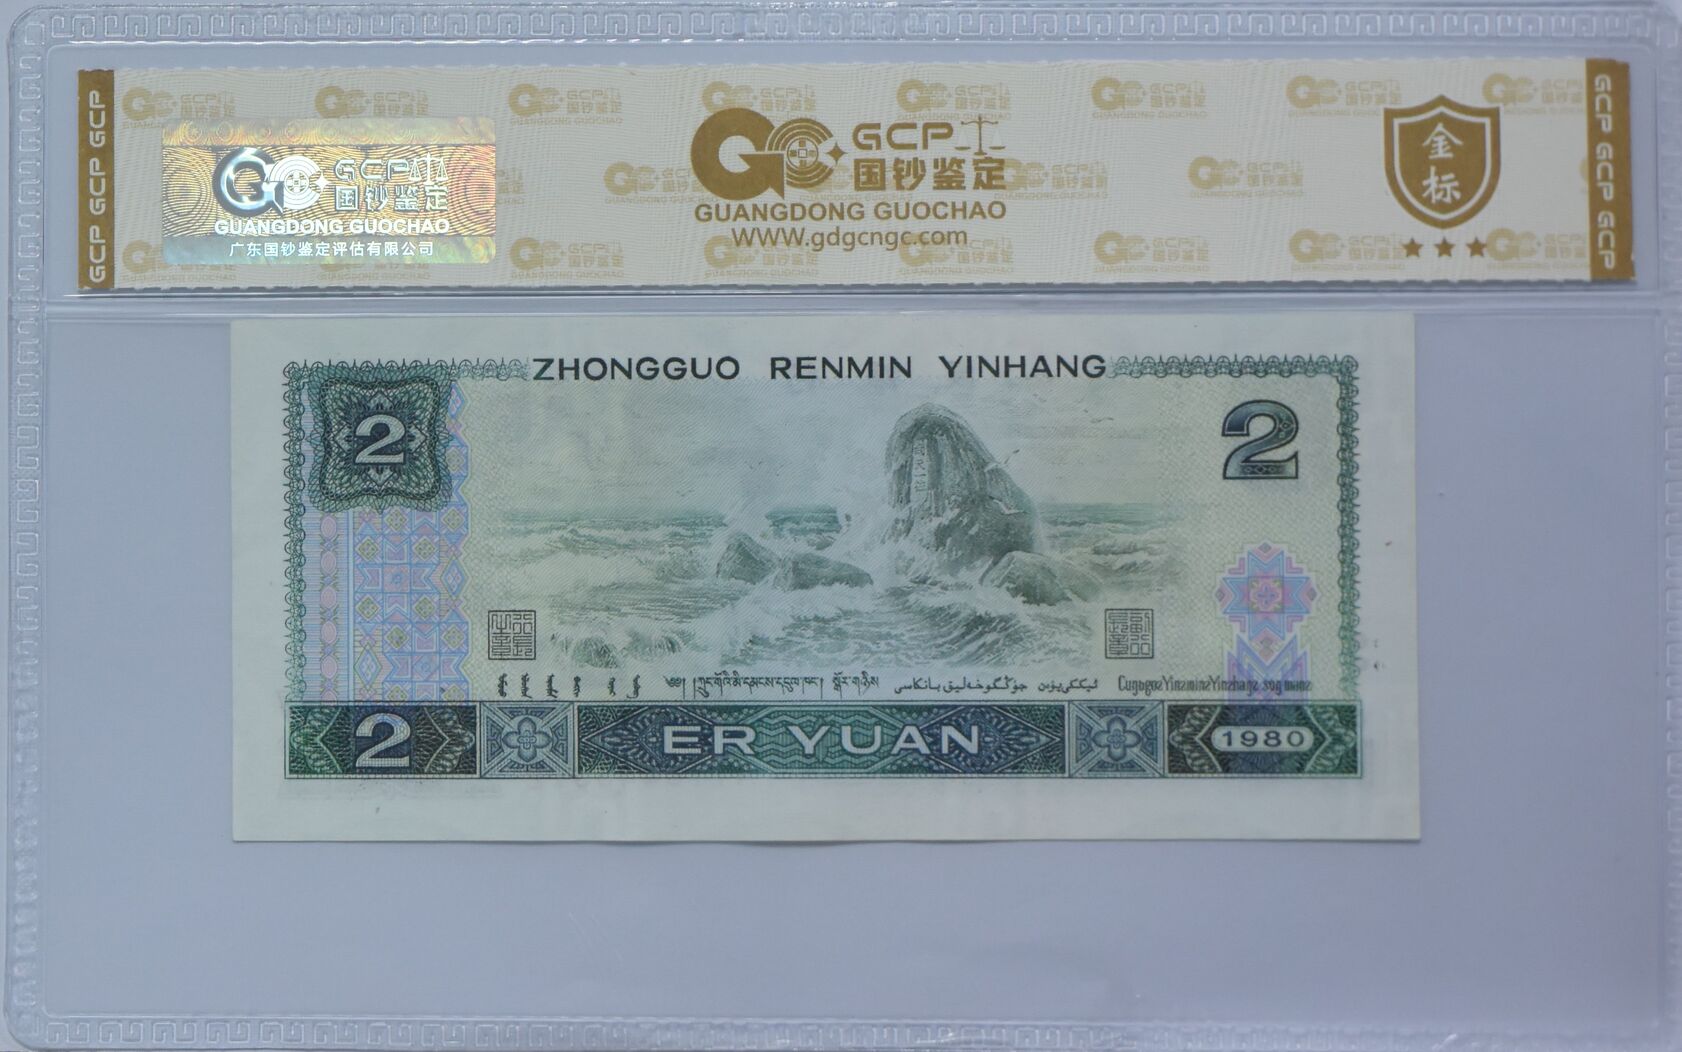 GCP GCP GCP
GCP
国钞鉴定
GUANGDONG GUOCHAO
广东国钞鉴定评估有限公司
GCP
国钞鉴定
GUANGDONG GUOCHAO
WWW.gdgcngc.com
金标
GCP GCP GCP
ZHONGGUO RENMIN YINHANG
2
2
2
ER YUAN
1980